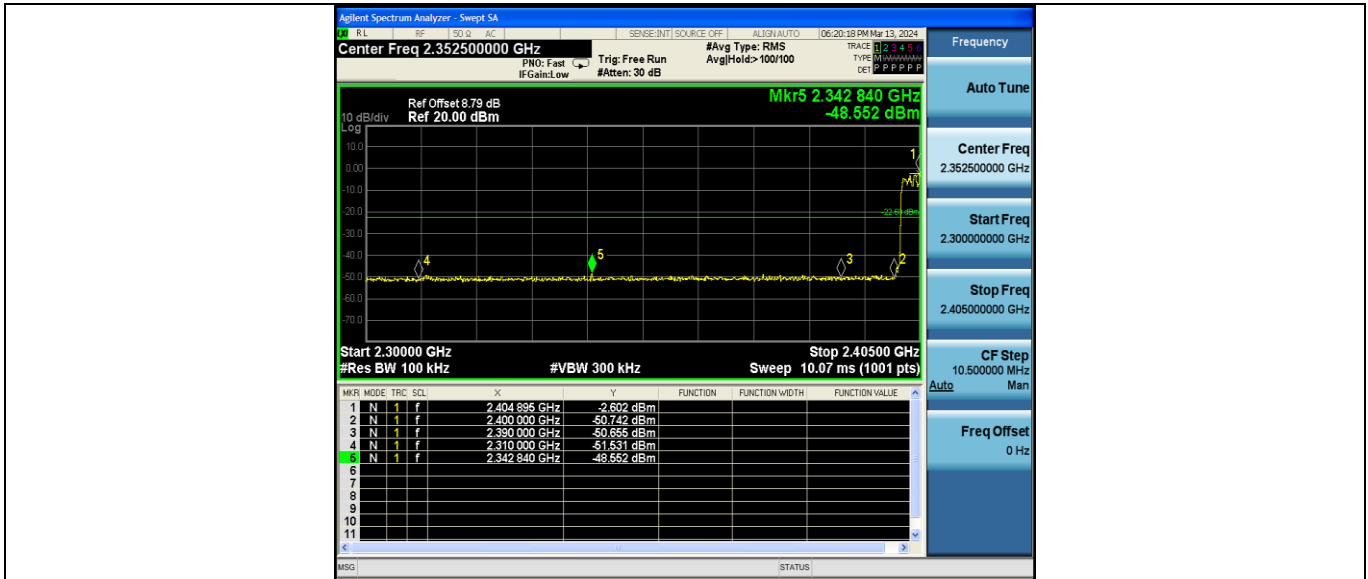 Agilent Spectrum Analyzer - Swept SA
LXI RL RF 50 Ω AC SENSE:INT SOURCE OFF ALIGN AUTO 06:20:18 PM Mar 13, 2024
Center Freq 2.352500000 GHz
PNO: Fast
IFGain:Low
Trig: Free Run
#Atten: 30 dB
#Avg Type: RMS
Avg|Hold:>100/100
TRACE 1 2 3 4 5 6
TYPE M WWWWW
DET P P P P P P
Mkr5 2.342 840 GHz
-48.552 dBm
Ref Offset 8.79 dB
10 dB/div Ref 20.00 dBm
Log
10.0
0.00
-10.0
-20.0
-30.0
-40.0
-50.0
-60.0
-70.0
1
-22.60 dBm
4
5
3
2
Start 2.30000 GHz Stop 2.40500 GHz
#Res BW 100 kHz #VBW 300 kHz Sweep 10.07 ms (1001 pts)
MKR MODE TRC SCL X Y FUNCTION FUNCTION WIDTH FUNCTION VALUE
1 N 1 f 2.404 895 GHz -2.602 dBm
2 N 1 f 2.400 000 GHz -50.742 dBm
3 N 1 f 2.390 000 GHz -50.655 dBm
4 N 1 f 2.310 000 GHz -51.531 dBm
5 N 1 f 2.342 840 GHz -48.552 dBm
6
7
8
9
10
11
MSG STATUS
Frequency
Auto Tune
Center Freq
2.352500000 GHz
Start Freq
2.300000000 GHz
Stop Freq
2.405000000 GHz
CF Step
10.500000 MHz
Auto Man
Freq Offset
0 Hz